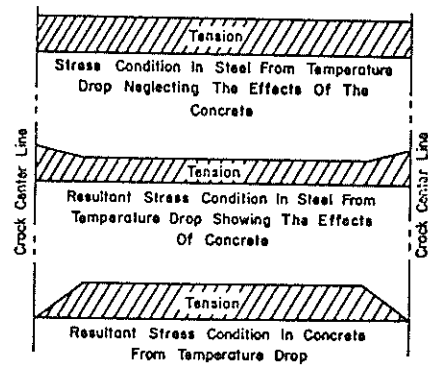 Tension
Stress Condition In Steel From Temperature
Drop Neglecting The Effects Of The
Concrete
Crack Center Line
Crack Center Line
Tension
Resultant Stress Condition In Steel From
Temperature Drop Showing The Effects
Of Concrete
Tension
Resultant Stress Condition In Concrete
From Temperature Drop